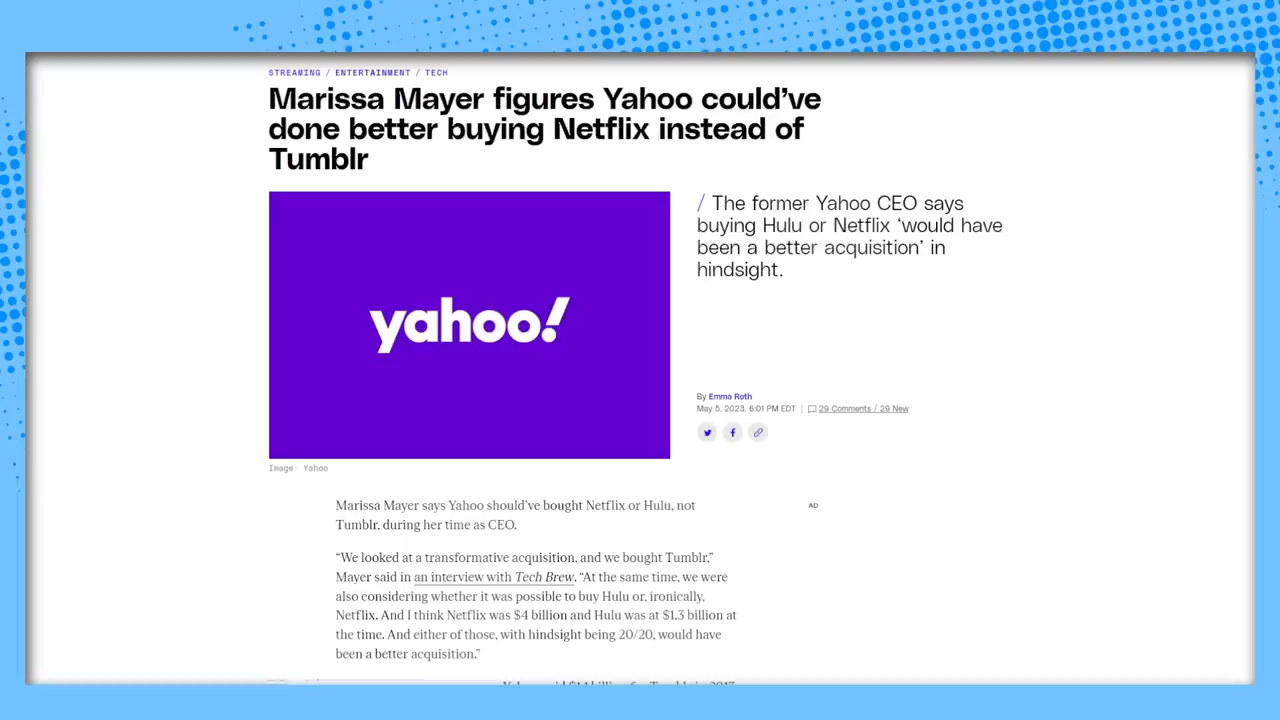 STREAMING / ENTERTAINMENT / TECH
Marissa Mayer figures Yahoo could’ve
done better buying Netflix instead of
Tumblr
/ The former Yahoo CEO says
buying Hulu or Netflix ‘would have
been a better acquisition’ in
hindsight.
yahoo!
By Emma Roth
May 5, 2023, 6:01 PM EDT | 29 Comments / 29 New
Image: Yahoo
Marissa Mayer says Yahoo should’ve bought Netflix or Hulu, not
Tumblr, during her time as CEO.
AD
“We looked at a transformative acquisition, and we bought Tumblr,”
Mayer said in an interview with Tech Brew. “At the same time, we were
also considering whether it was possible to buy Hulu or, ironically,
Netflix. And I think Netflix was $4 billion and Hulu was at $1.3 billion at
the time. And either of those, with hindsight being 20/20, would have
been a better acquisition.”